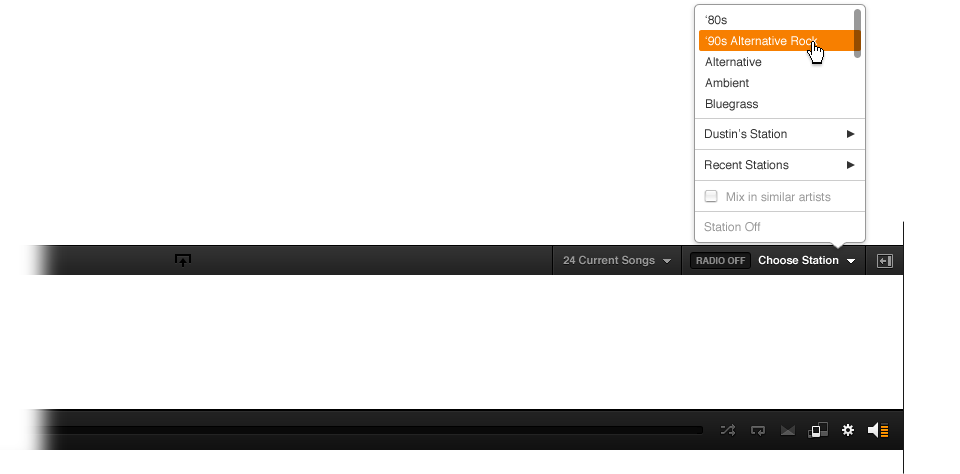 ‘80s
‘90s Alternative Rock
Alternative
Ambient
Bluegrass
Dustin’s Station
Recent Stations
Mix in similar artists
Station Off
24 Current Songs
RADIO OFF
Choose Station